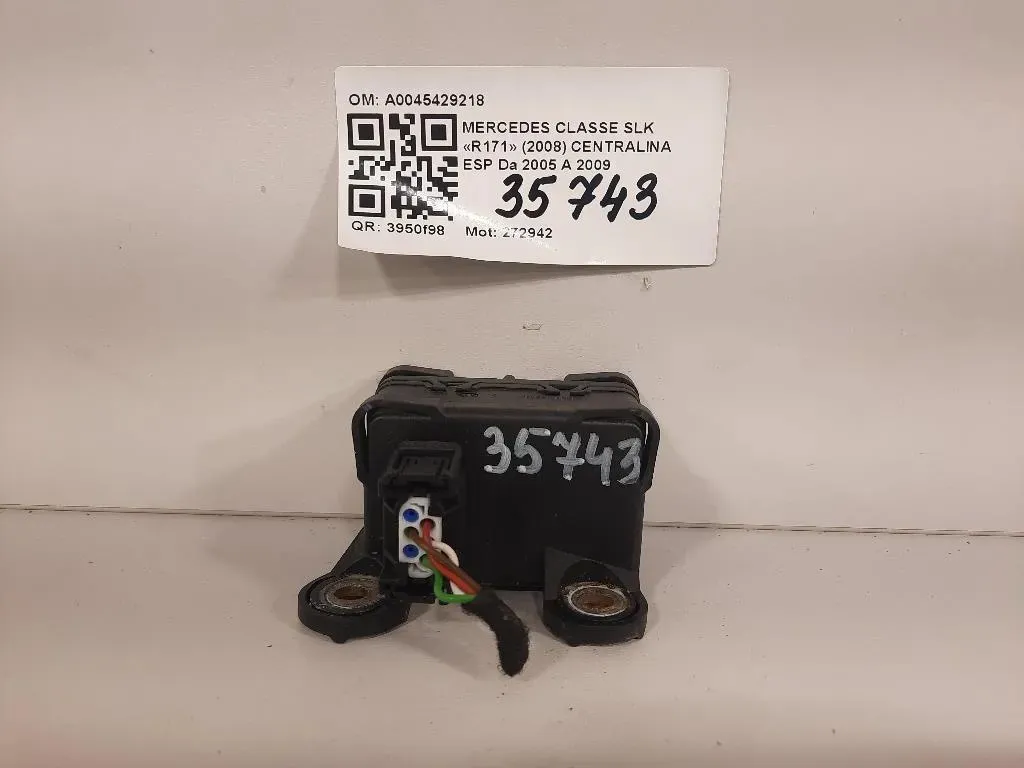 OM: A0045429218
MERCEDES CLASSE SLK
«R171» (2008) CENTRALINA
ESP Da 2005 A 2009
35743
QR: 3950f98 Mot: 272942
35743